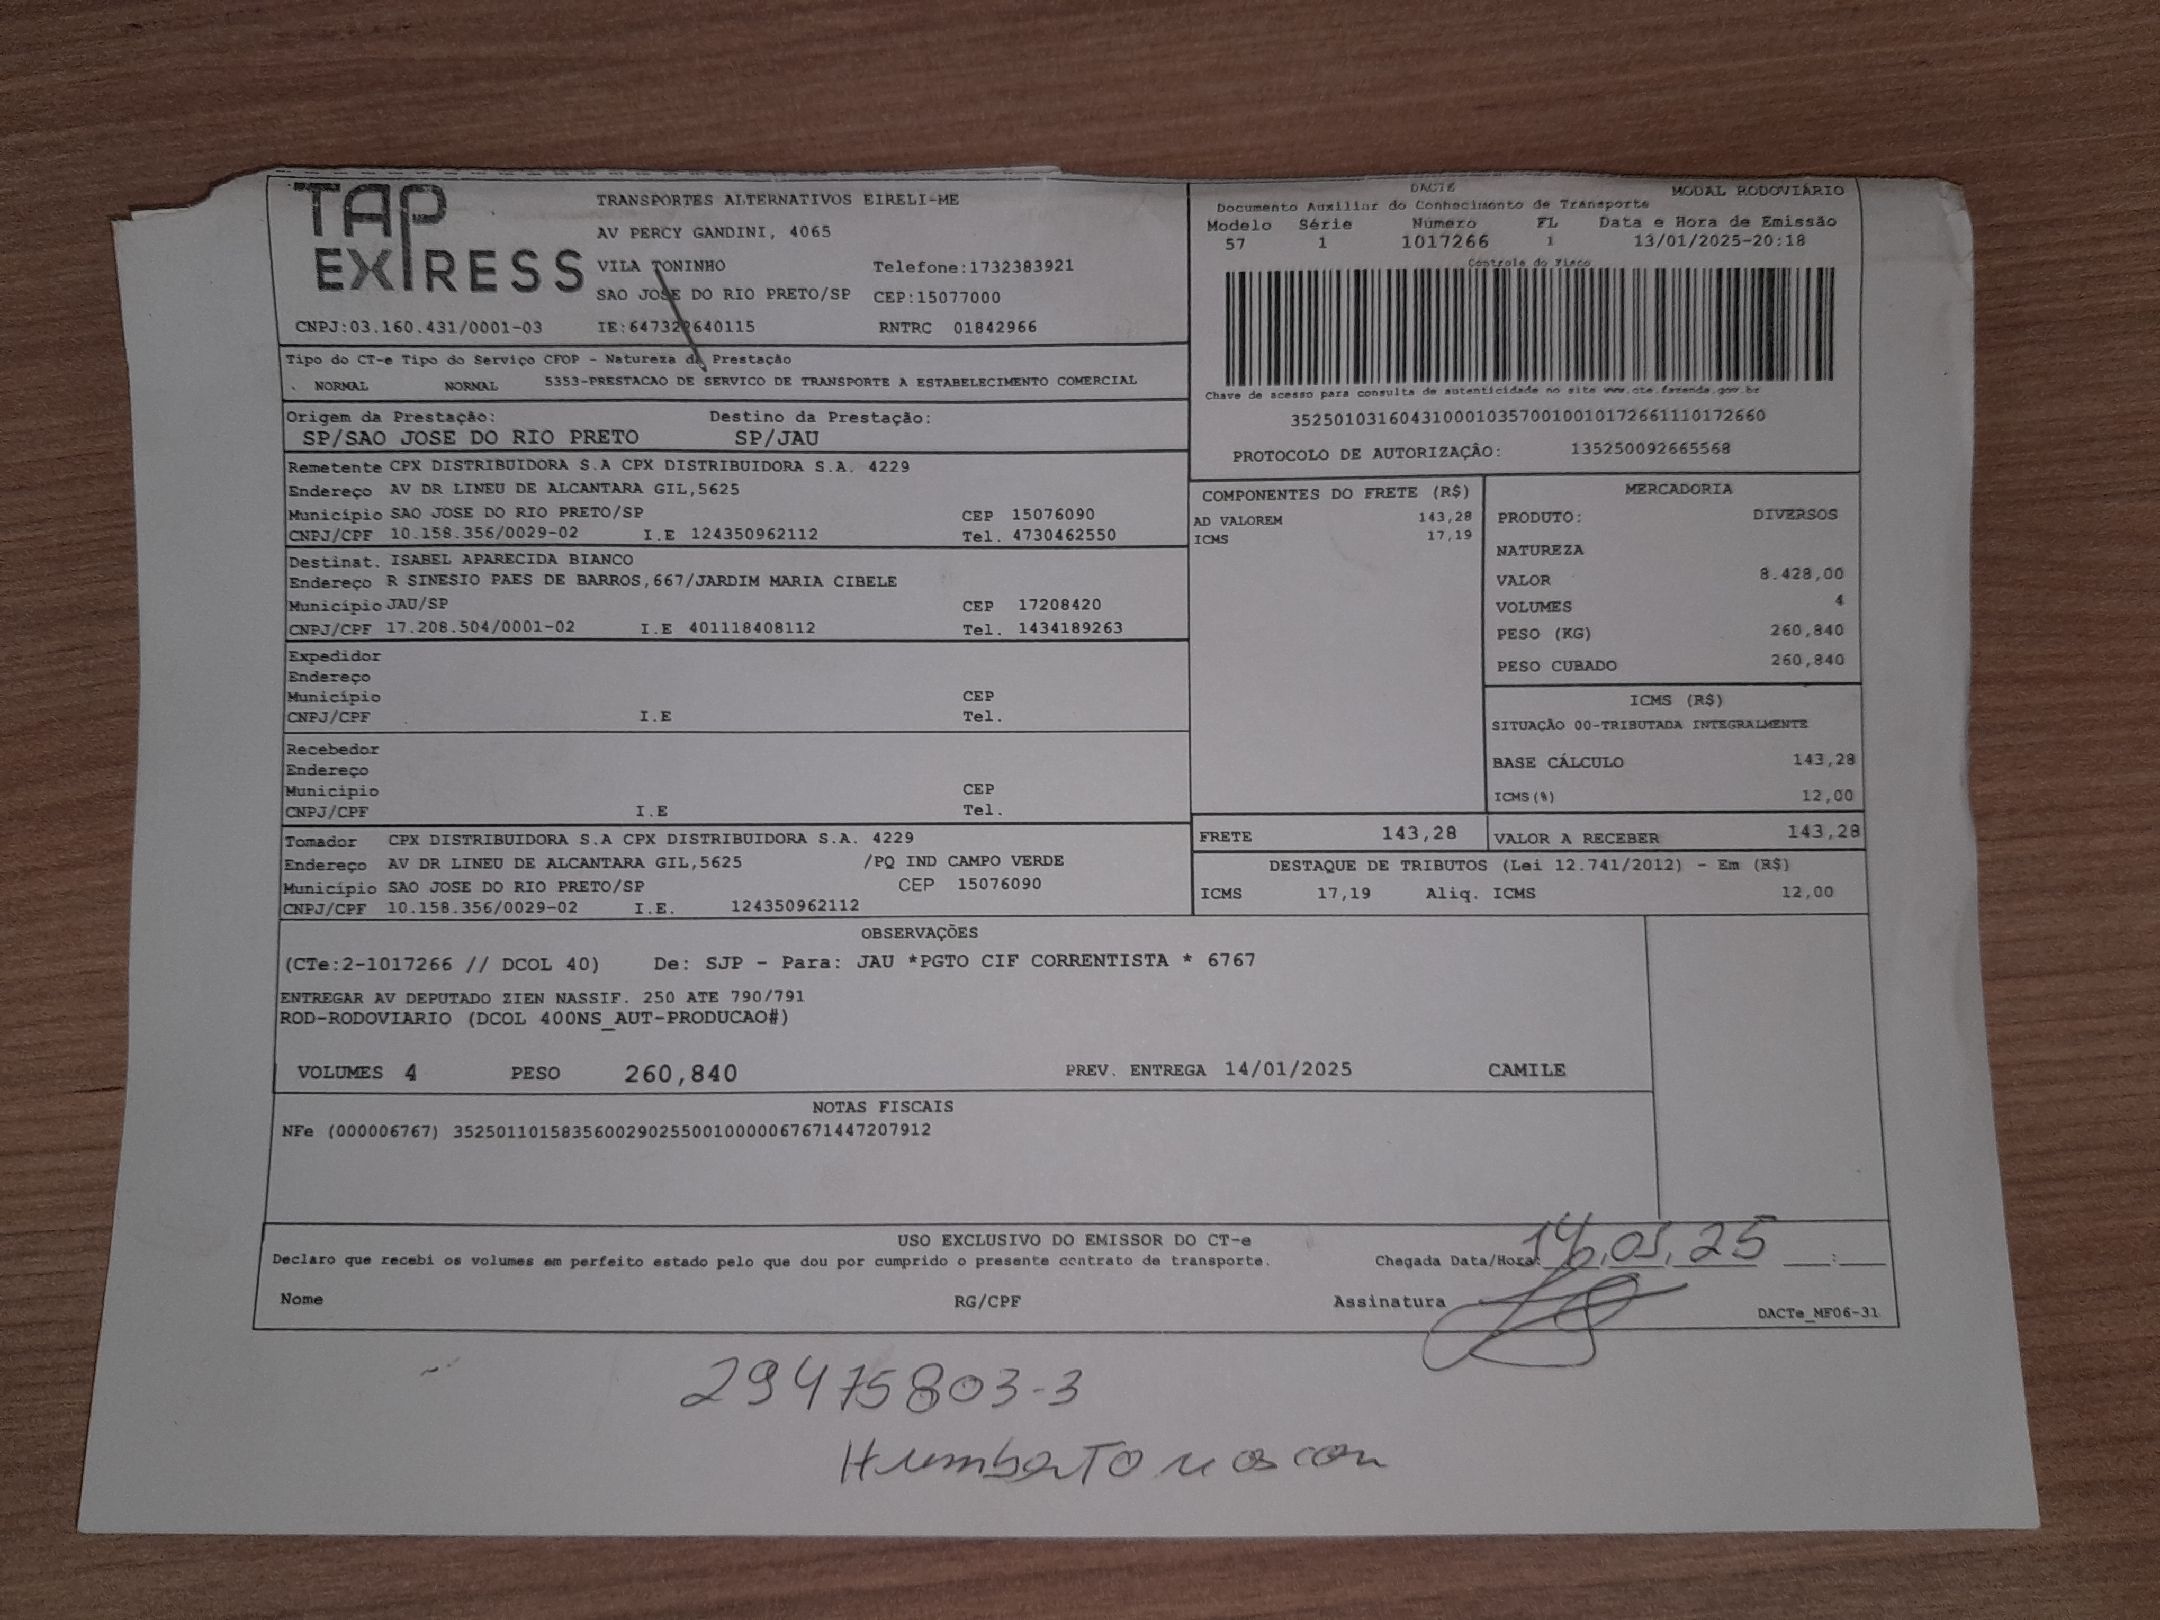 TAP EXPRESS
TRANSPORTES ALTERNATIVOS EIRELI-ME
AV PERCY GANDINI, 4065
VILA TONINHO Telefone:1732383921
SAO JOSE DO RIO PRETO/SP CEP:15077000
CNPJ:03.160.431/0001-03 IE:647322640115 RNTRC 01842966
Tipo do CT-e Tipo do Serviço CFOP - Natureza da Prestação
NORMAL NORMAL 5353-PRESTACAO DE SERVICO DE TRANSPORTE A ESTABELECIMENTO COMERCIAL
Origem da Prestação: Destino da Prestação:
SP/SAO JOSE DO RIO PRETO SP/JAU
DACTE MODAL RODOVIÁRIO
Documento Auxiliar do Conhecimento de Transporte
Modelo Série Número FL Data e Hora de Emissão
57 1 1017266 1 13/01/2025-20:18
Controle do Fisco
Chave de acesso para consulta de autenticidade no site www.cte.fazenda.gov.br
35250103160431000103570010010172661110172660
PROTOCOLO DE AUTORIZAÇÂO: 135250092665568
Remetente CPX DISTRIBUIDORA S.A CPX DISTRIBUIDORA S.A. 4229
Endereço AV DR LINEU DE ALCANTARA GIL,5625
Município SAO JOSE DO RIO PRETO/SP CEP 15076090
CNPJ/CPF 10.158.356/0029-02 I.E 124350962112 Tel. 4730462550
Destinat. ISABEL APARECIDA BIANCO
Endereço R SINESIO PAES DE BARROS,667/JARDIM MARIA CIBELE
Município JAU/SP CEP 17208420
CNPJ/CPF 17.208.504/0001-02 I.E 401118408112 Tel. 1434189263
Expedidor
Endereço
Município CEP
CNPJ/CPF I.E Tel.
Recebedor
Endereço
Município CEP
CNPJ/CPF I.E Tel.
Tomador CPX DISTRIBUIDORA S.A CPX DISTRIBUIDORA S.A. 4229
Endereço AV DR LINEU DE ALCANTARA GIL,5625 /PQ IND CAMPO VERDE
Município SAO JOSE DO RIO PRETO/SP CEP 15076090
CNPJ/CPF 10.158.356/0029-02 I.E. 124350962112
COMPONENTES DO FRETE (R$)
AD VALOREM 143,28
ICMS 17,19
MERCADORIA
PRODUTO: DIVERSOS
NATUREZA
VALOR 8.428,00
VOLUMES 4
PESO (KG) 260,840
PESO CUBADO 260,840
ICMS (R$)
SITUAÇÃO 00-TRIBUTADA INTEGRALMENTE
BASE CÁLCULO 143,28
ICMS(%) 12,00
FRETE 143,28 VALOR A RECEBER 143,28
DESTAQUE DE TRIBUTOS (Lei 12.741/2012) - Em (R$)
ICMS 17,19 Aliq. ICMS 12,00
OBSERVAÇÕES
(CTe:2-1017266 // DCOL 40) De: SJP - Para: JAU *PGTO CIF CORRENTISTA * 6767
ENTREGAR AV DEPUTADO ZIEN NASSIF. 250 ATE 790/791
ROD-RODOVIARIO (DCOL 400NS_AUT-PRODUCAO#)
VOLUMES 4 PESO 260,840 PREV. ENTREGA 14/01/2025 CAMILE
NOTAS FISCAIS
NFe (000006767) 35250110158356002902550010000067671447207912
USO EXCLUSIVO DO EMISSOR DO CT-e
Declaro que recebi os volumes em perfeito estado pelo que dou por cumprido o presente contrato de transporte. Chegada Data/Hora: ,01,25 __:__
Nome RG/CPF Assinatura DACTe_MF06-31
29475803-3
Humberto